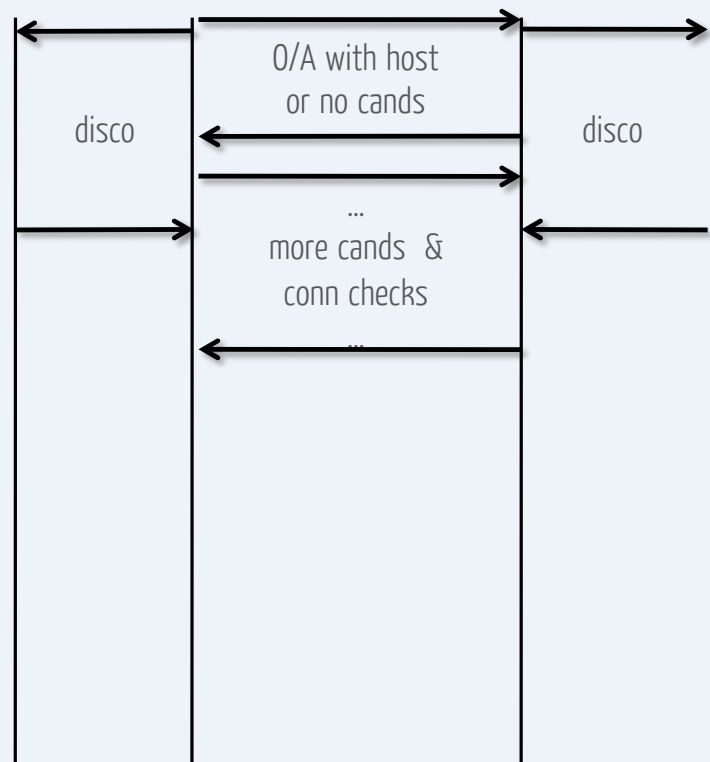 O/A with host
or no cands
disco
disco
...
more cands &
conn checks
...